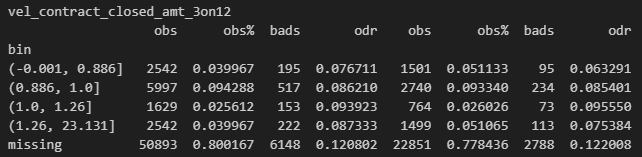 vel_contract_closed_amt_3on12
obs obs% bads odr obs obs% bads odr
bin
(-0.001, 0.886] 2542 0.039967 195 0.076711 1501 0.051133 95 0.063291
(0.886, 1.0] 5997 0.094288 517 0.086210 2740 0.093340 234 0.085401
(1.0, 1.26] 1629 0.025612 153 0.093923 764 0.026026 73 0.095550
(1.26, 23.131] 2542 0.039967 222 0.087333 1499 0.051065 113 0.075384
missing 50893 0.800167 6148 0.120802 22851 0.778436 2788 0.122008